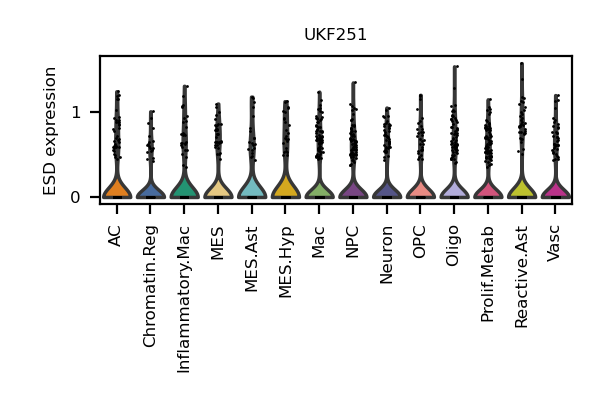 UKF251
ESD expression
1
0
AC
Chromatin.Reg
Inflammatory.Mac
MES
MES.Ast
MES.Hyp
Mac
NPC
Neuron
OPC
Oligo
Prolif.Metab
Reactive.Ast
Vasc